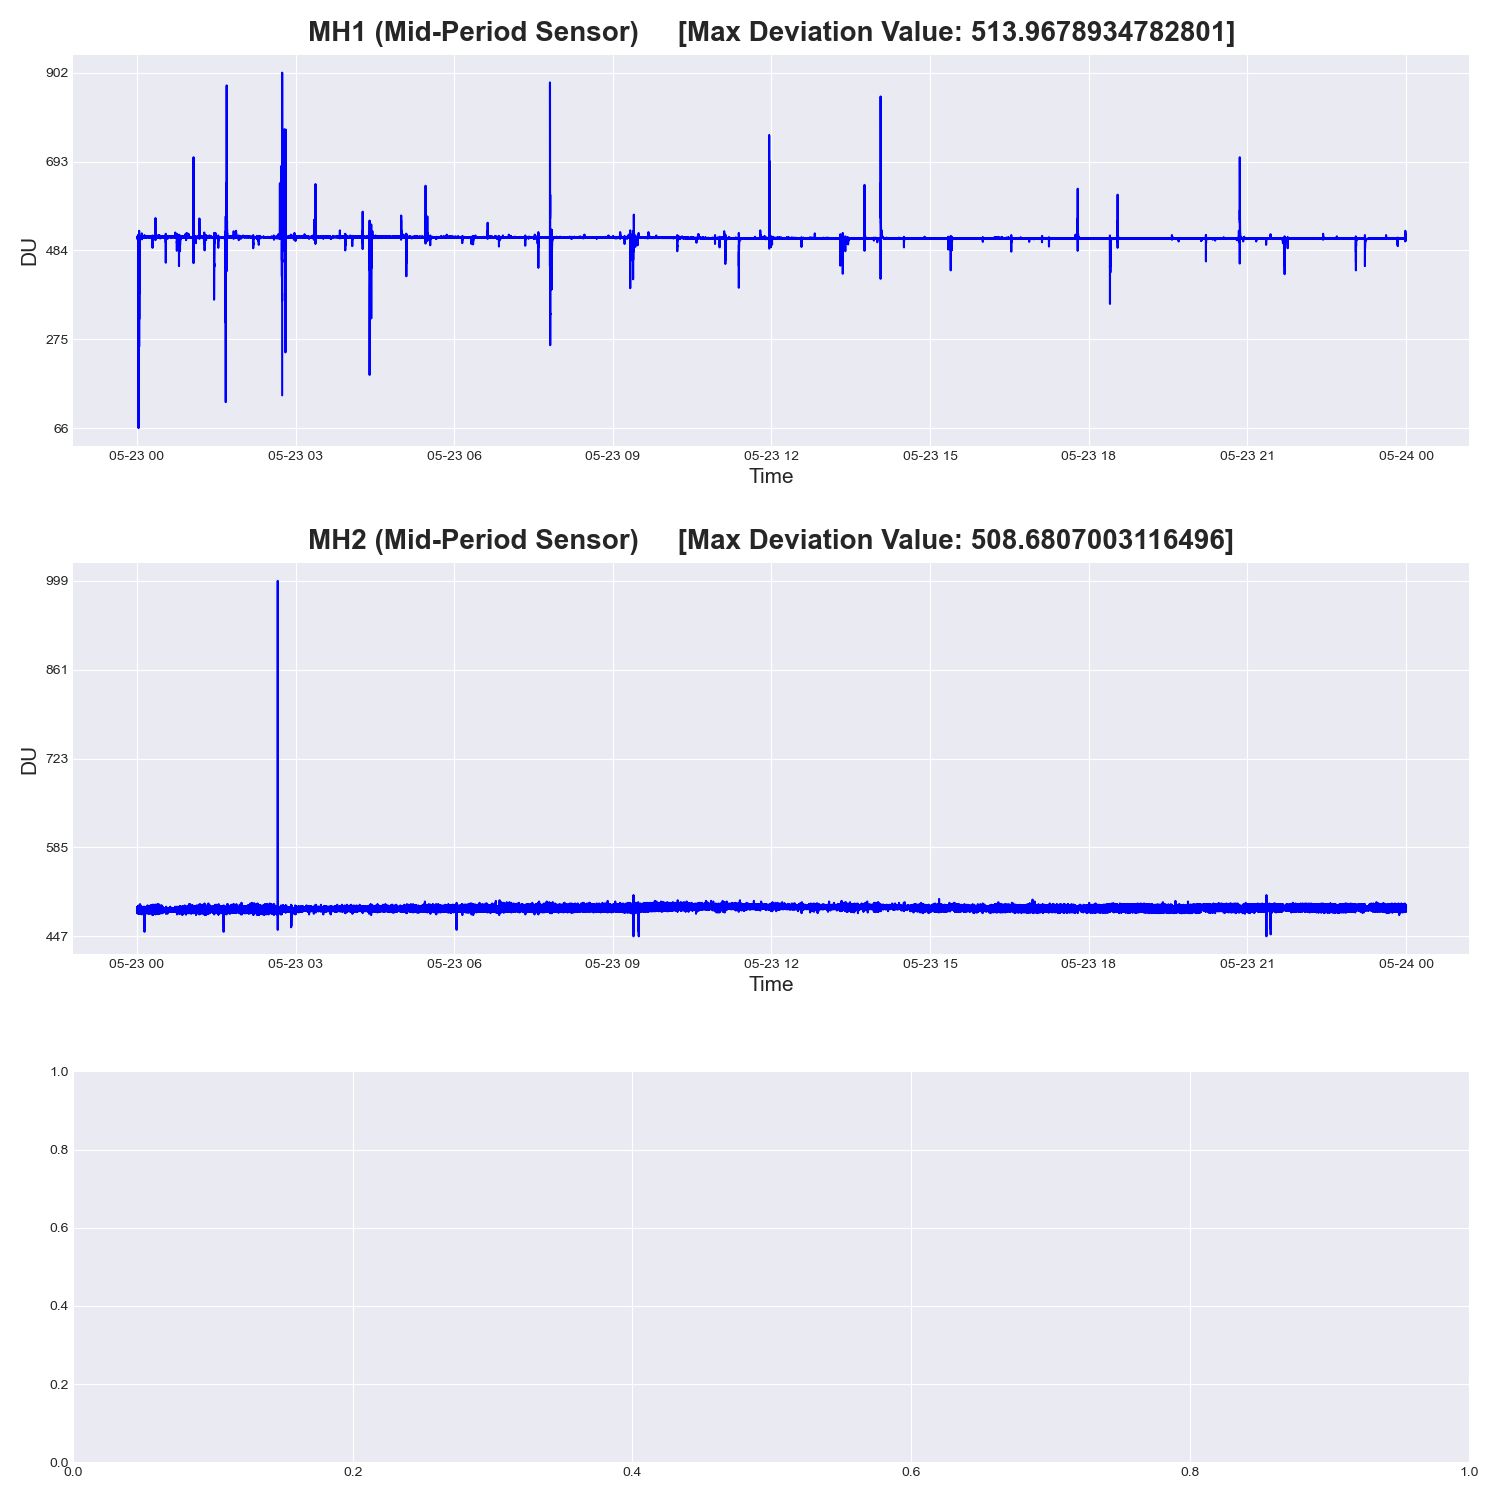 MH1 (Mid-Period Sensor) [Max Deviation Value: 513.9678934782801]
902
693
484
275
66
DU
05-23 00 05-23 03 05-23 06 05-23 09 05-23 12 05-23 15 05-23 18 05-23 21 05-24 00
Time
MH2 (Mid-Period Sensor) [Max Deviation Value: 508.6807003116496]
999
861
723
585
447
DU
05-23 00 05-23 03 05-23 06 05-23 09 05-23 12 05-23 15 05-23 18 05-23 21 05-24 00
Time
1.0
0.8
0.6
0.4
0.2
0.0
0.0 0.2 0.4 0.6 0.8 1.0